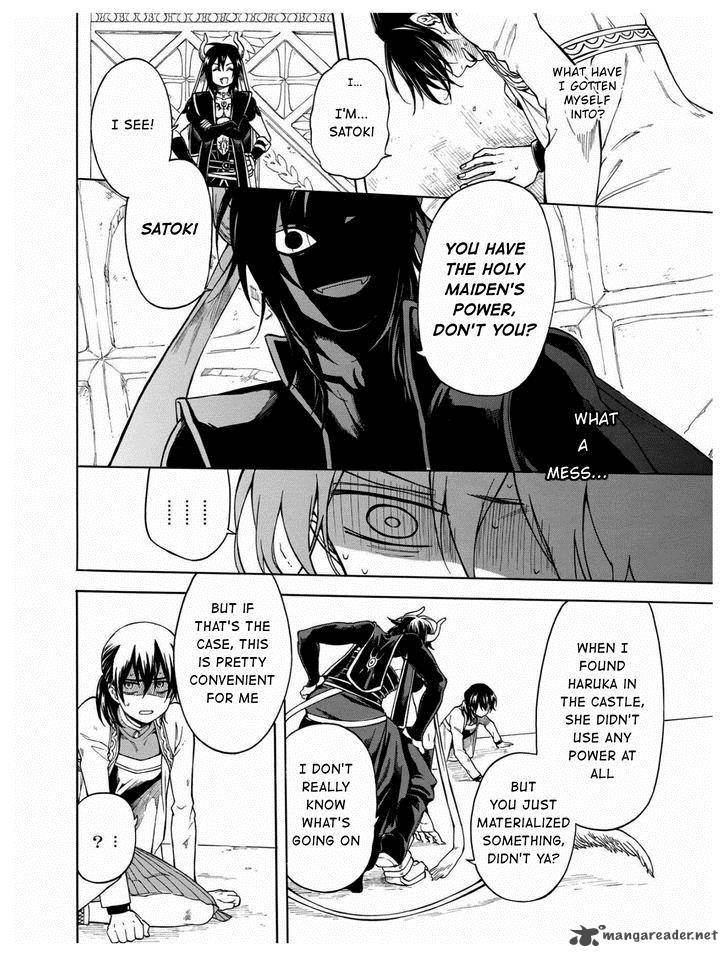 WHAT HAVE
I GOTTEN
MYSELF
INTO?
I...
I'M...
SATOKI
I SEE!
SATOKI
YOU HAVE
THE HOLY
MAIDEN'S
POWER,
DON'T YOU?
WHAT
A
MESS...
WHEN I
FOUND
HARUKA IN
THE CASTLE,
SHE DIDN'T
USE ANY
POWER AT
ALL
BUT
YOU JUST
MATERIALIZED
SOMETHING,
DIDN'T YA?
BUT IF
THAT'S THE
CASE, THIS
IS PRETTY
CONVENIENT
FOR ME
I DON'T
REALLY
KNOW
WHAT'S
GOING ON
?
mangareader.net